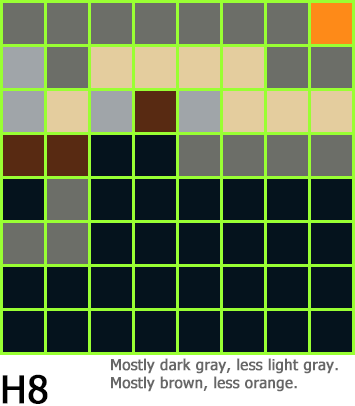 Mostly dark gray, less light gray.
Mostly brown, less orange.
H8